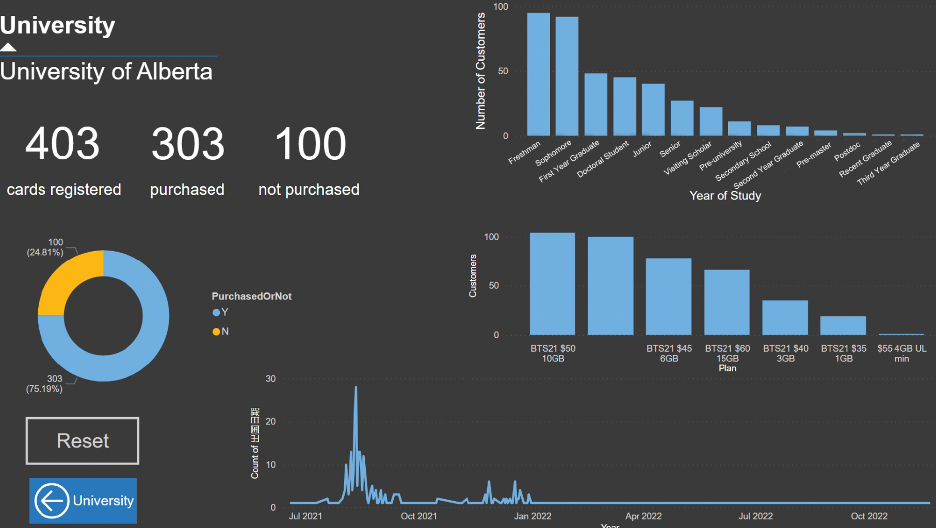 University
University of Alberta
403
cards registered
303
purchased
100
not purchased
100
(24.81%)
303
(75.19%)
PurchasedOrNot
Y
N
Reset
University
Number of Customers
100
50
0
Freshman
Sophomore
First Year Graduate
Doctoral Student
Junior
Senior
Visiting Scholar
Pre-university
Secondary School
Second Year Graduate
Pre-master
Postdoc
Recent Graduate
Third Year Graduate
Year of Study
Customers
100
50
0
BTS21 $50
10GB
BTS21 $45
6GB
BTS21 $60
15GB
BTS21 $40
3GB
BTS21 $35
1GB
$55 4GB UL
min
Plan
Count of 出国日期
30
20
10
0
Jul 2021
Oct 2021
Jan 2022
Apr 2022
Jul 2022
Oct 2022
Year